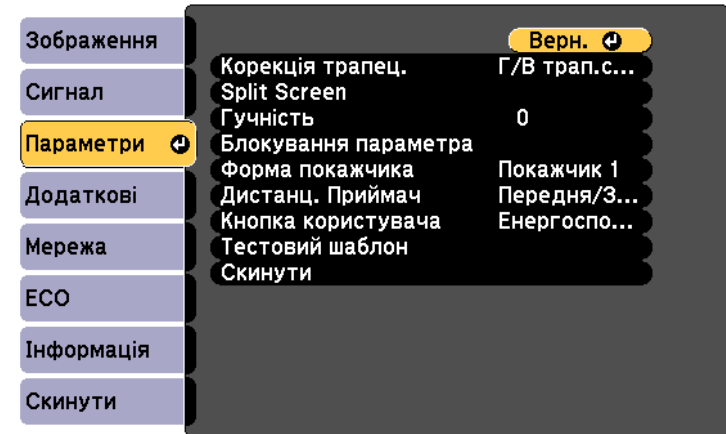 Зображення
Сигнал
Параметри
Додаткові
Мережа
ECO
Інформація
Скинути
Верн.
Корекція трапец. Г/В трап.с...
Split Screen
Гучність 0
Блокування параметра
Форма покажчика Покажчик 1
Дистанц. Приймач Передня/З...
Кнопка користувача Енергоспо...
Тестовий шаблон
Скинути